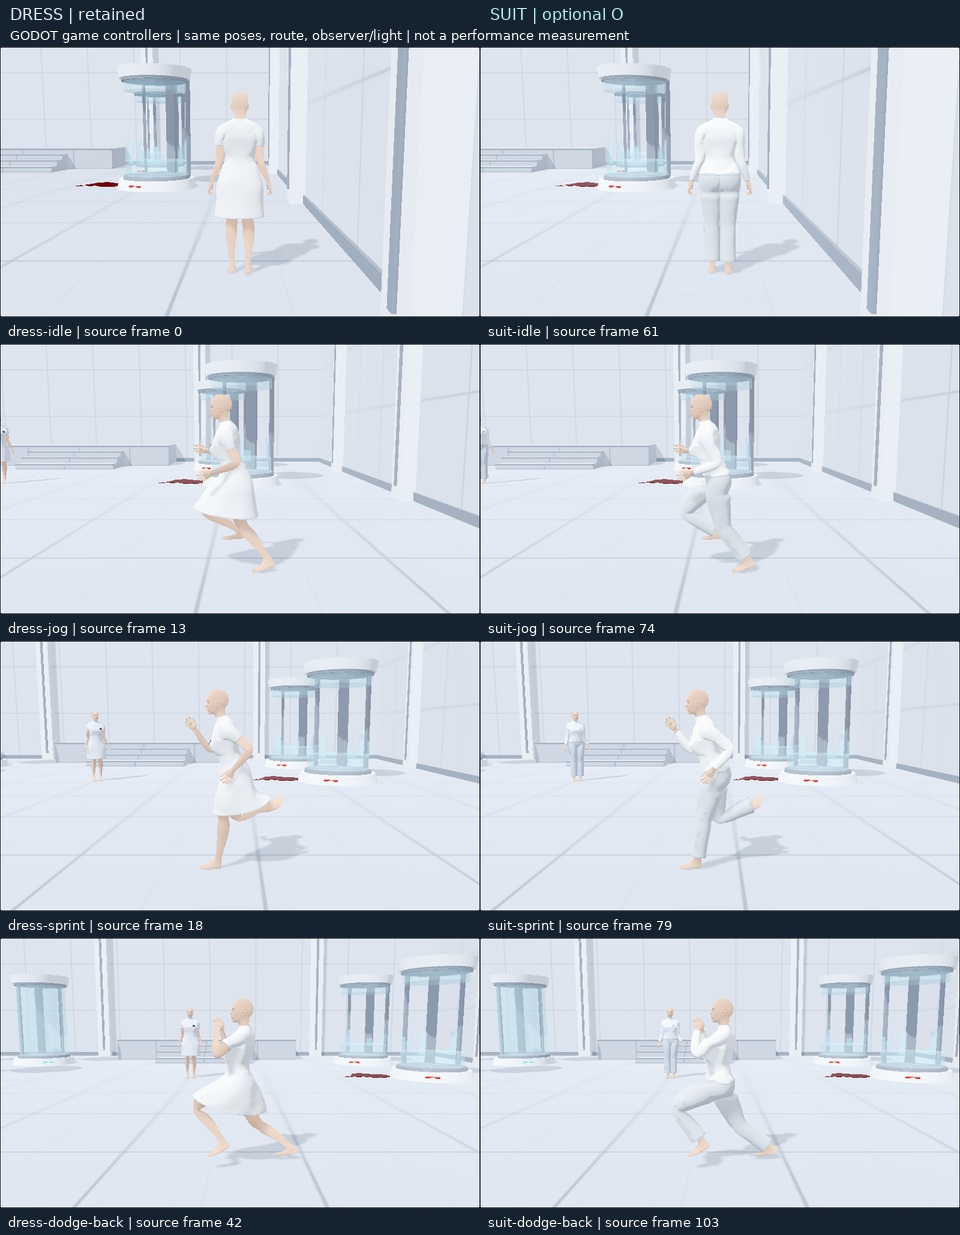 DRESS | retained
SUIT | optional O
GODOT game controllers | same poses, route, observer/light | not a performance measurement
dress-idle | source frame 0
suit-idle | source frame 61
dress-jog | source frame 13
suit-jog | source frame 74
dress-sprint | source frame 18
suit-sprint | source frame 79
dress-dodge-back | source frame 42
suit-dodge-back | source frame 103